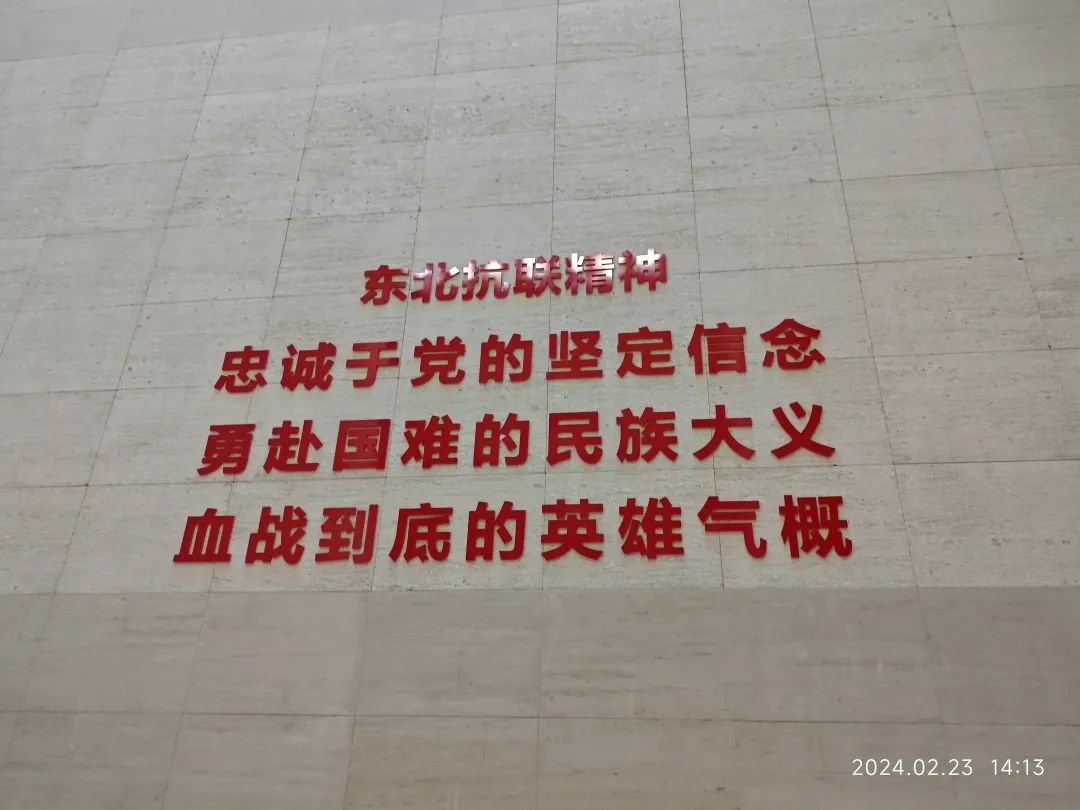 东北抗联精神
忠诚于党的坚定信念
勇赴国难的民族大义
血战到底的英雄气概
2024.02.23 14:13